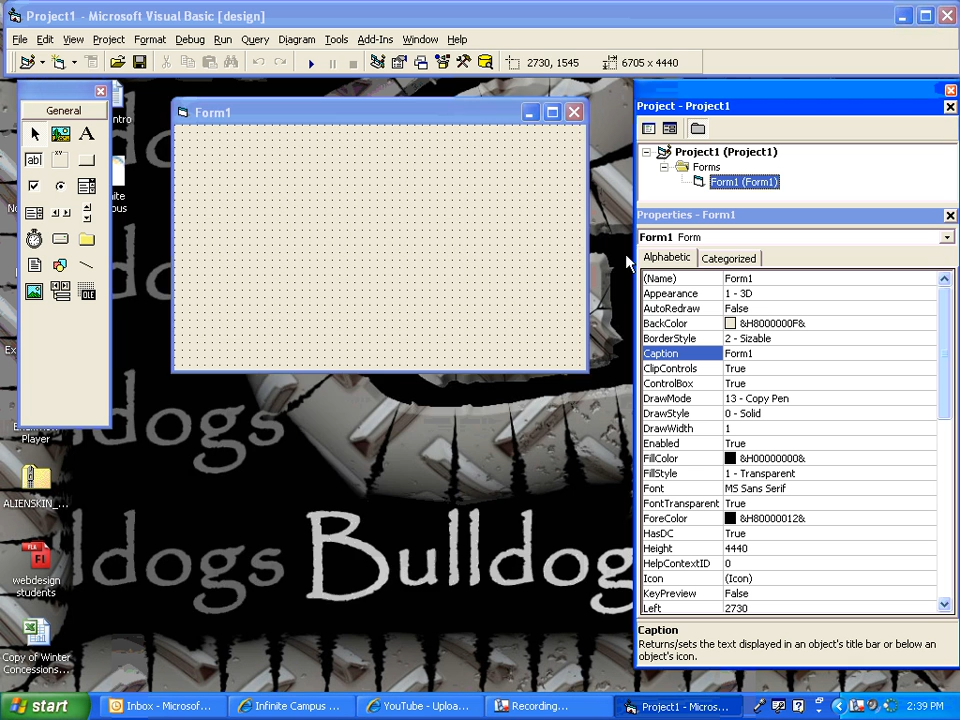 Project1 - Microsoft Visual Basic [design]
File Edit View Project Format Debug Run Query Diagram Tools Add-Ins Window Help
2730, 1545 6705 x 4440
General
A
ab|
XY
OLE
Form1
Project - Project1
Project1 (Project1)
Forms
Form1 (Form1)
Properties - Form1
Form1 Form
Alphabetic Categorized
(Name) Form1
Appearance 1 - 3D
AutoRedraw False
BackColor &H8000000F&
BorderStyle 2 - Sizable
Caption Form1
ClipControls True
ControlBox True
DrawMode 13 - Copy Pen
DrawStyle 0 - Solid
DrawWidth 1
Enabled True
FillColor &H00000000&
FillStyle 1 - Transparent
Font MS Sans Serif
FontTransparent True
ForeColor &H80000012&
HasDC True
Height 4440
HelpContextID 0
Icon (Icon)
KeyPreview False
Left 2730
Caption
Returns/sets the text displayed in an object's title bar or below an
object's icon.
Player
ALIENSKIN_...
webdesign
students
Copy of Winter
Concessions...
ldogs
ldogs Bulldog
start Inbox - Microsof... Infinite Campus ... YouTube - Uploa... Recording... Project1 - Micros... 2:39 PM